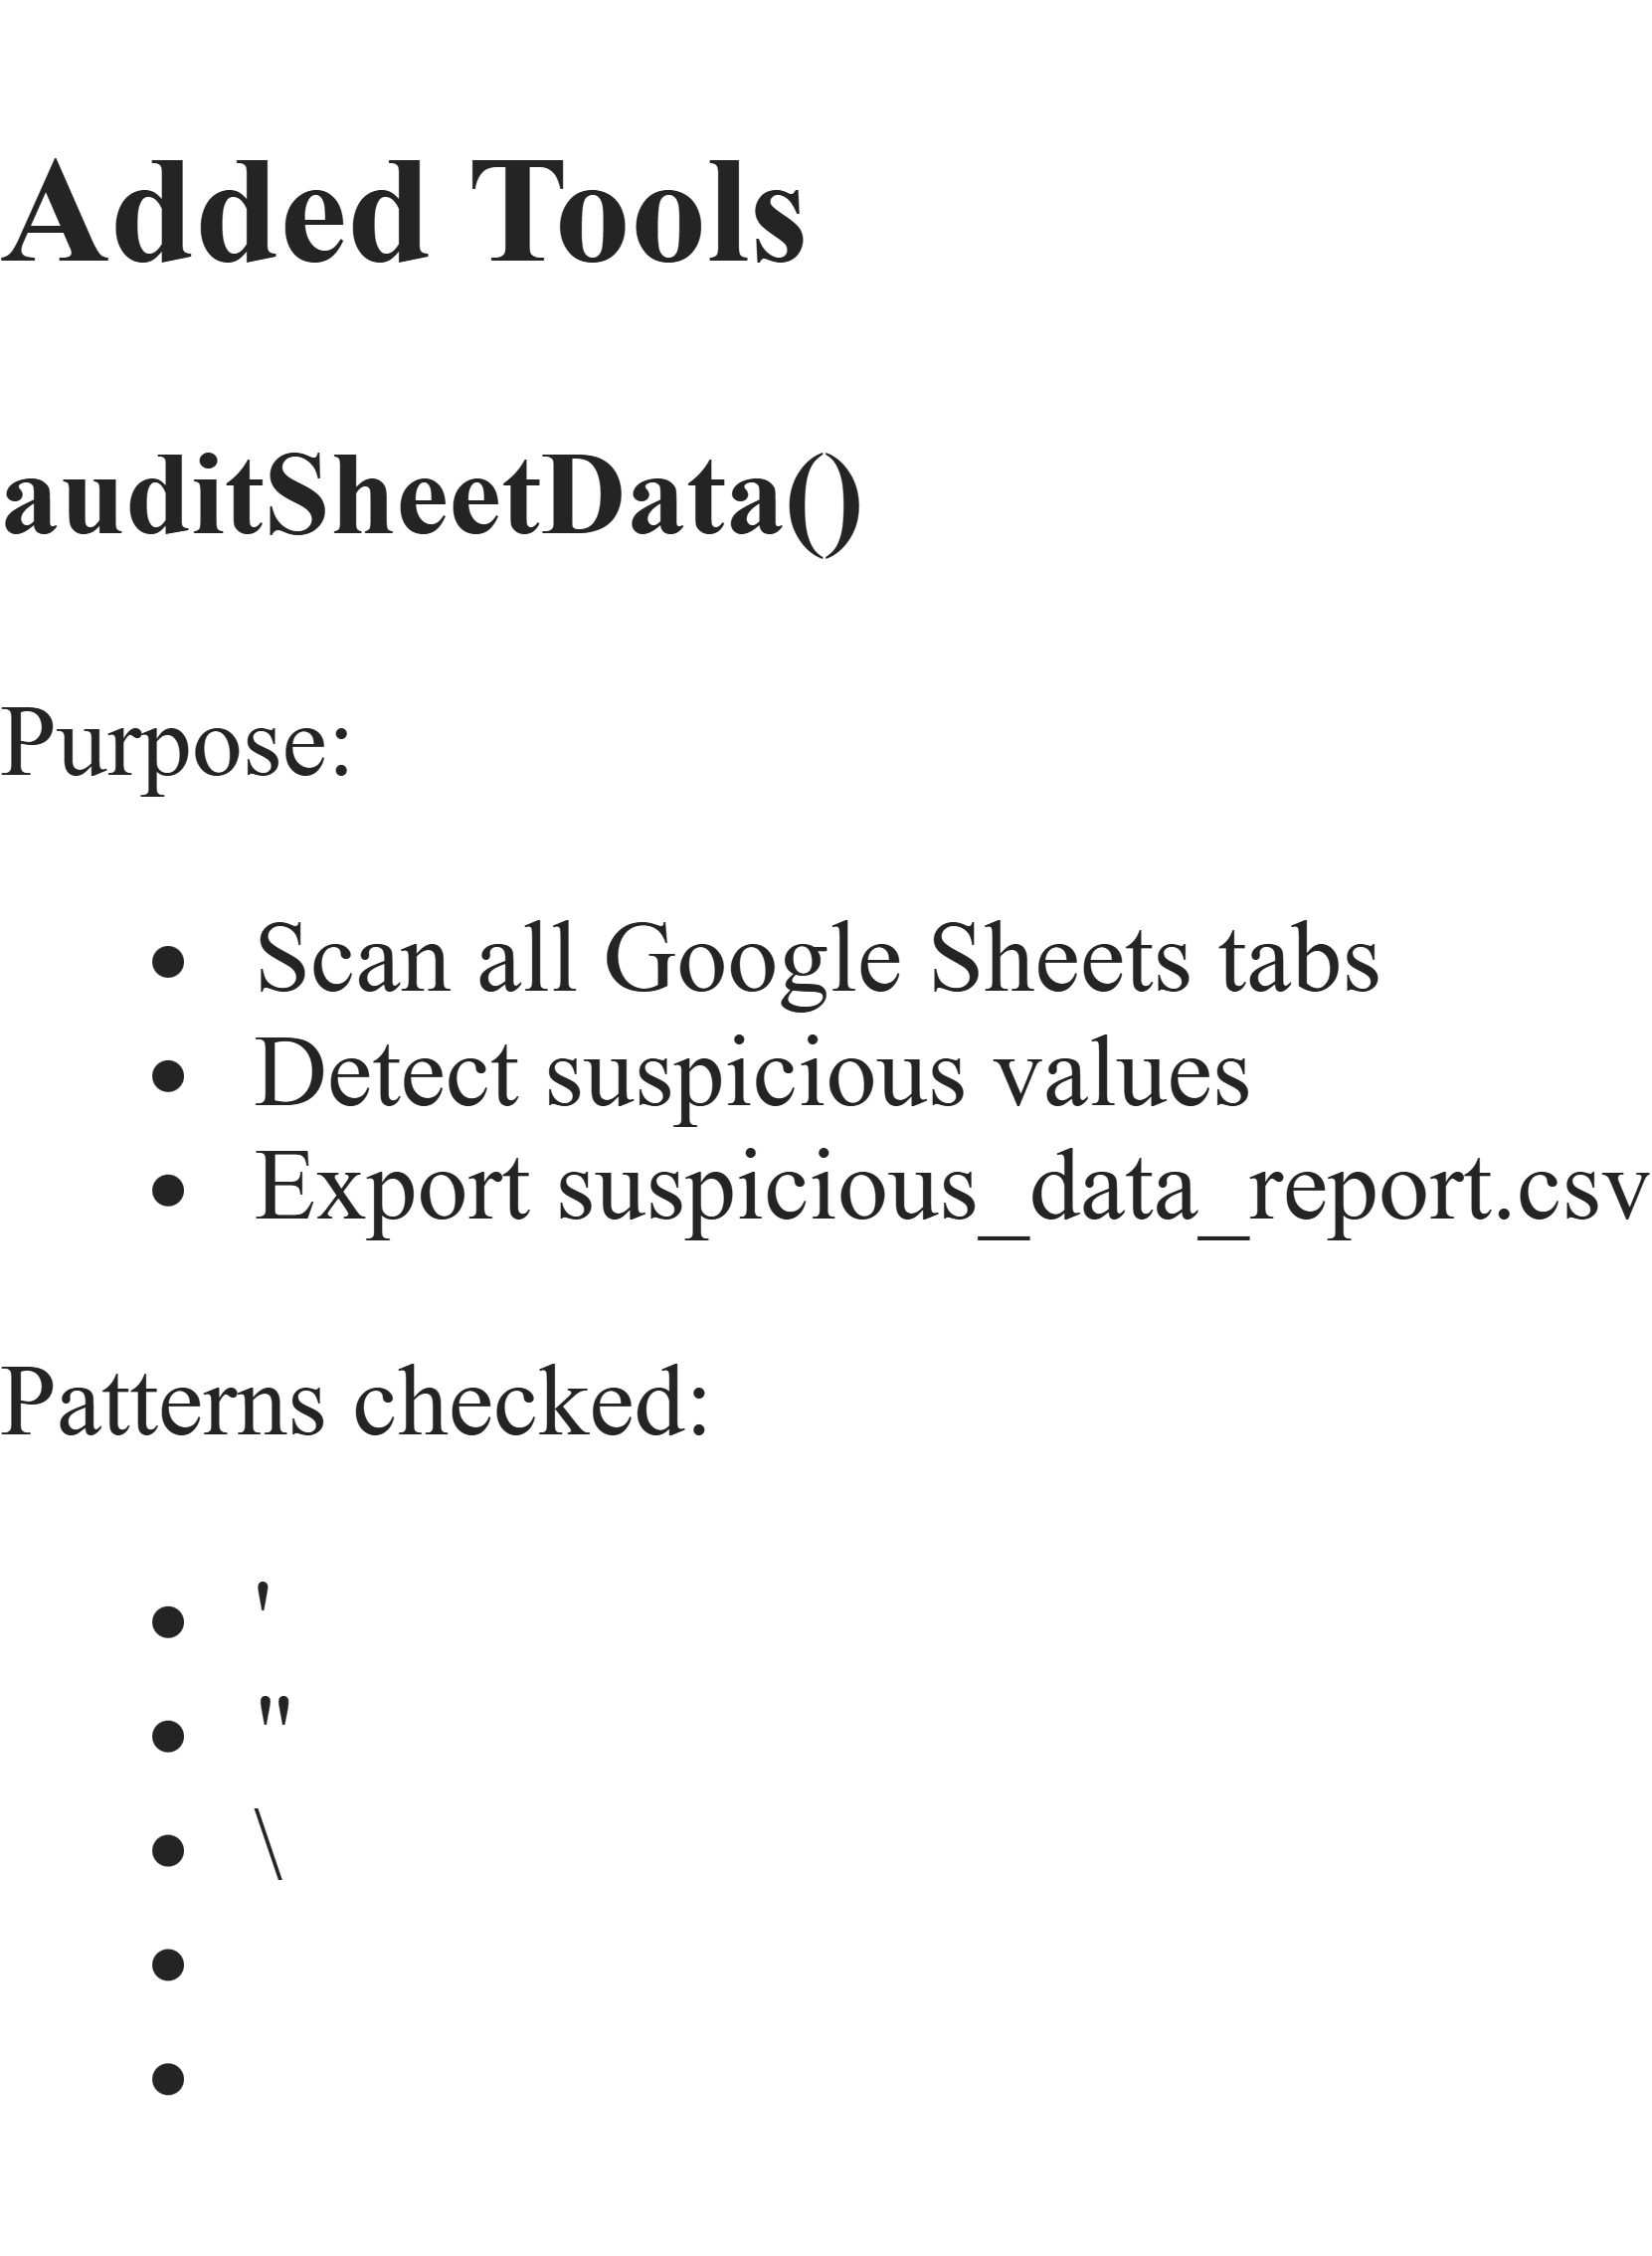 Added Tools
auditSheetData()
Purpose:
• Scan all Google Sheets tabs
• Detect suspicious values
• Export suspicious_data_report.csv
Patterns checked:
• '
• "
• \
•
•